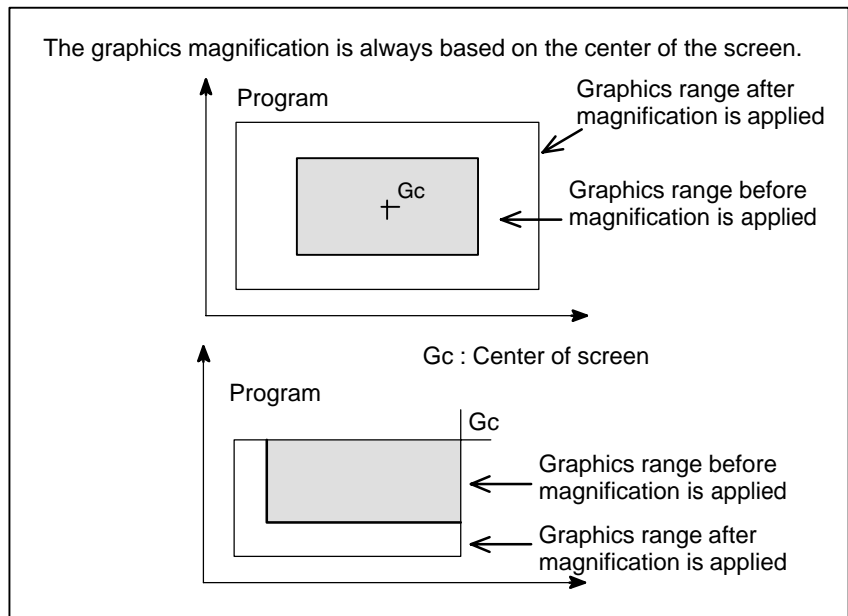 The graphics magnification is always based on the center of the screen.
Program
Graphics range after
magnification is applied
Gc
Graphics range before
magnification is applied
Gc : Center of screen
Program
Gc
Graphics range before
magnification is applied
Graphics range after
magnification is applied